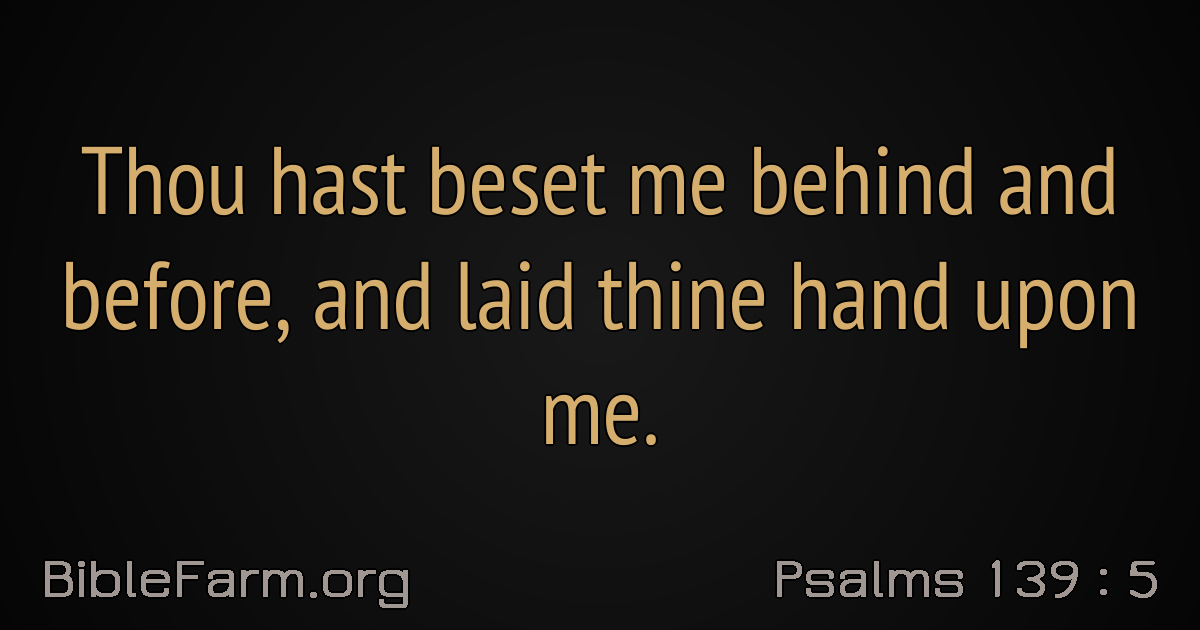 Thou hast beset me behind and
before, and laid thine hand upon
me.
BibleFarm.org
Psalms 139 : 5